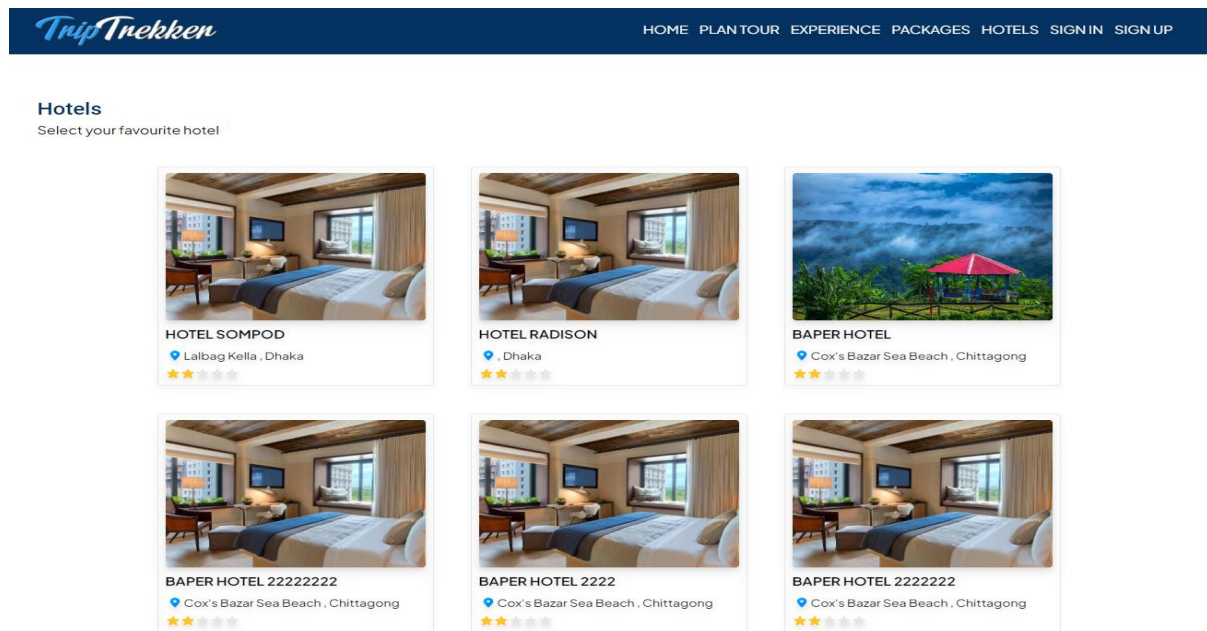 TripTrekken
HOME PLAN TOUR EXPERIENCE PACKAGES HOTELS SIGN IN SIGN UP
Hotels
Select your favourite hotel
HOTEL SOMPOD
Lalbag Kella , Dhaka
HOTEL RADISON
, Dhaka
BAPER HOTEL
Cox's Bazar Sea Beach , Chittagong
BAPER HOTEL 22222222
Cox's Bazar Sea Beach , Chittagong
BAPER HOTEL 2222
Cox's Bazar Sea Beach , Chittagong
BAPER HOTEL 2222222
Cox's Bazar Sea Beach , Chittagong